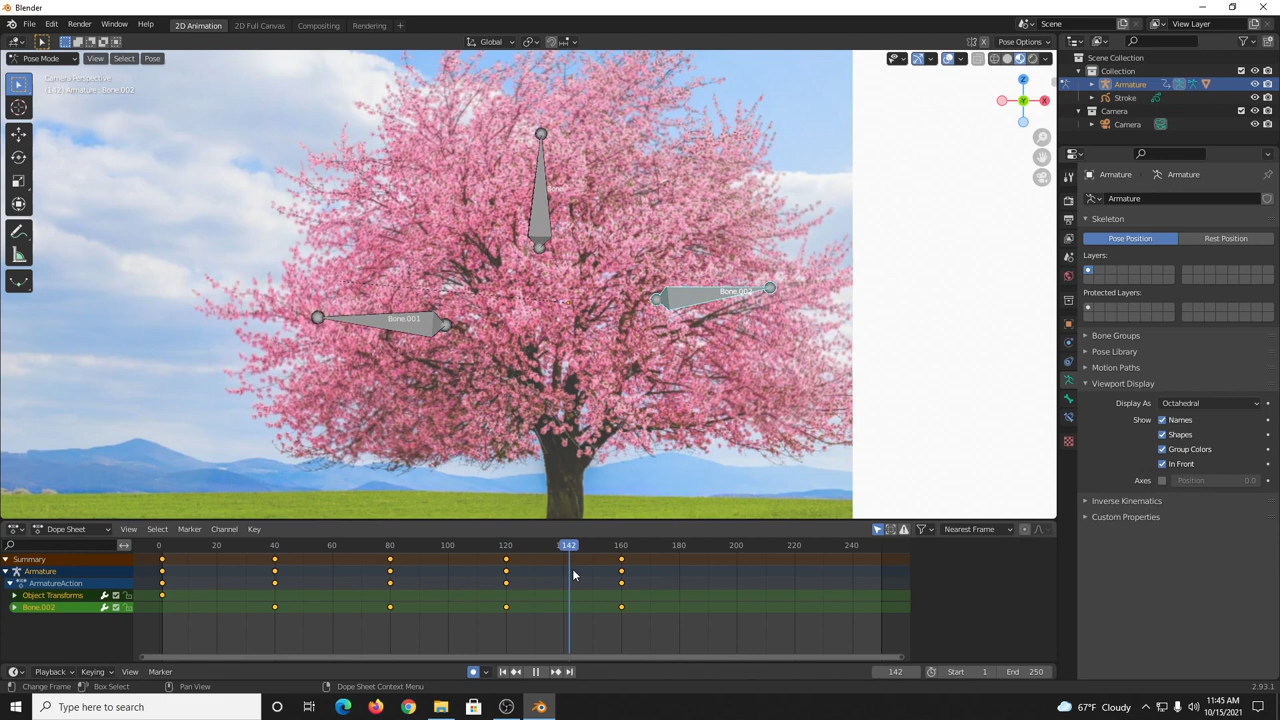 Blender
File Edit Render Window Help 2D Animation 2D Full Canvas Compositing Rendering + Scene View Layer
Global Pose Options
Pose Mode View Select Pose
Camera Perspective
(142) Armature : Bone.002
Z
Y
X
Bone
Bone.002
Bone.001
Scene Collection
Collection
Armature
Stroke
Camera
Camera
Armature Armature
Armature
Skeleton
Pose Position Rest Position
Layers:
Protected Layers:
Bone Groups
Pose Library
Motion Paths
Viewport Display
Display As Octahedral
Show Names
Shapes
Group Colors
In Front
Axes Position 0.0
Inverse Kinematics
Custom Properties
Dope Sheet View Select Marker Channel Key Nearest Frame
0 20 40 60 80 100 120 142 160 180 200 220 240
Summary
Armature
ArmatureAction
Object Transforms
Bone.002
Playback Keying View Marker 142 Start 1 End 250
Change Frame Box Select Pan View Dope Sheet Context Menu 2.93.1
Type here to search 67°F Cloudy 11:45 AM
10/15/2021